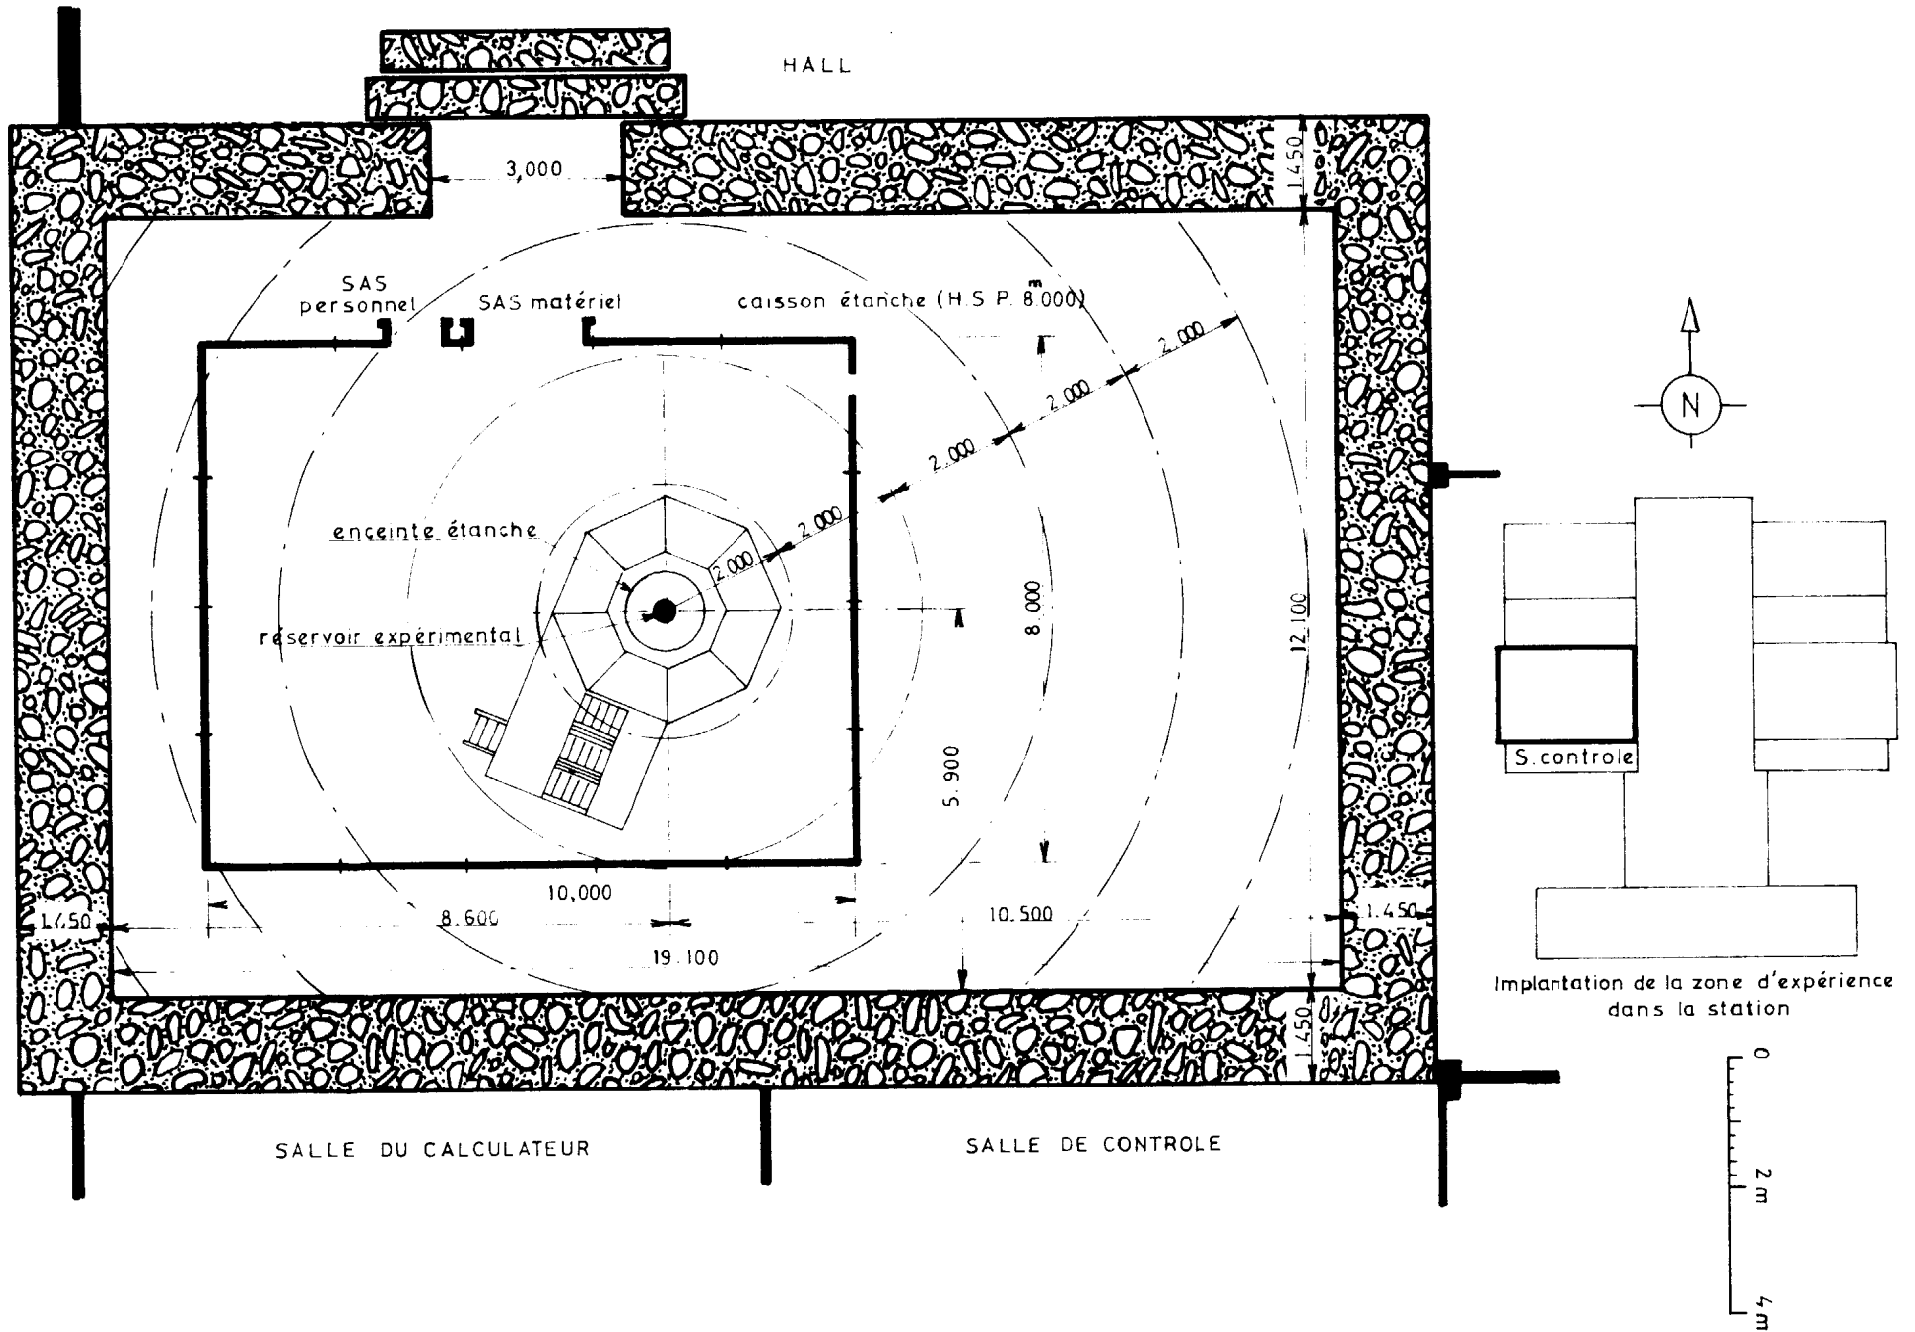 HALL
1.450
3,000
SAS
personnel
SAS matériel
caisson étanche (H.S P. 8.000)
m
2.000
2.000
2.000
2.000
2.000
enceinte étanche
réservoir expérimental
8.000
12.100
5.900
N
S.controle
10,000
1.450
8.600
10.500
1.450
19.100
1.450
Implantation de la zone d'expérience
dans la station
SALLE DU CALCULATEUR
SALLE DE CONTROLE
0
2m
4m